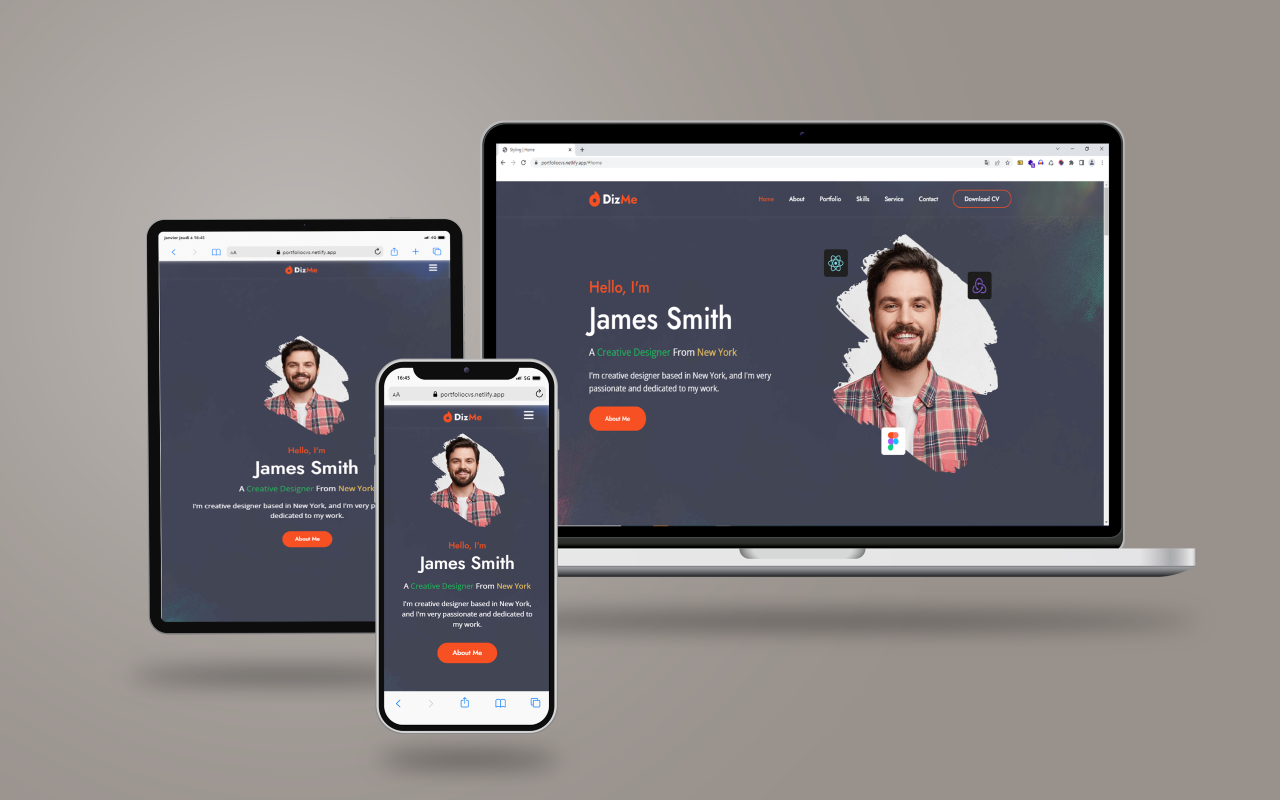 janvier jeudi à 16:45
4G
AA
portfoliocvs.netlify.app
DizMe
Hello, I'm
James Smith
A Creative Designer From New York
I'm creative designer based in New York, and I'm very p
dedicated to my work.
About Me
16:45
5G
AA
portfoliocvs.netlify.app
DizMe
Hello, I'm
James Smith
A Creative Designer From New York
I'm creative designer based in New York,
and I'm very passionate and dedicated to
my work.
About Me
Styling | Home
portfoliocvs.netlify.app/#home
DizMe
Home About Portfolio Skills Service Contact Download CV
Hello, I'm
James Smith
A Creative Designer From New York
I'm creative designer based in New York, and I'm very
passionate and dedicated to my work.
About Me